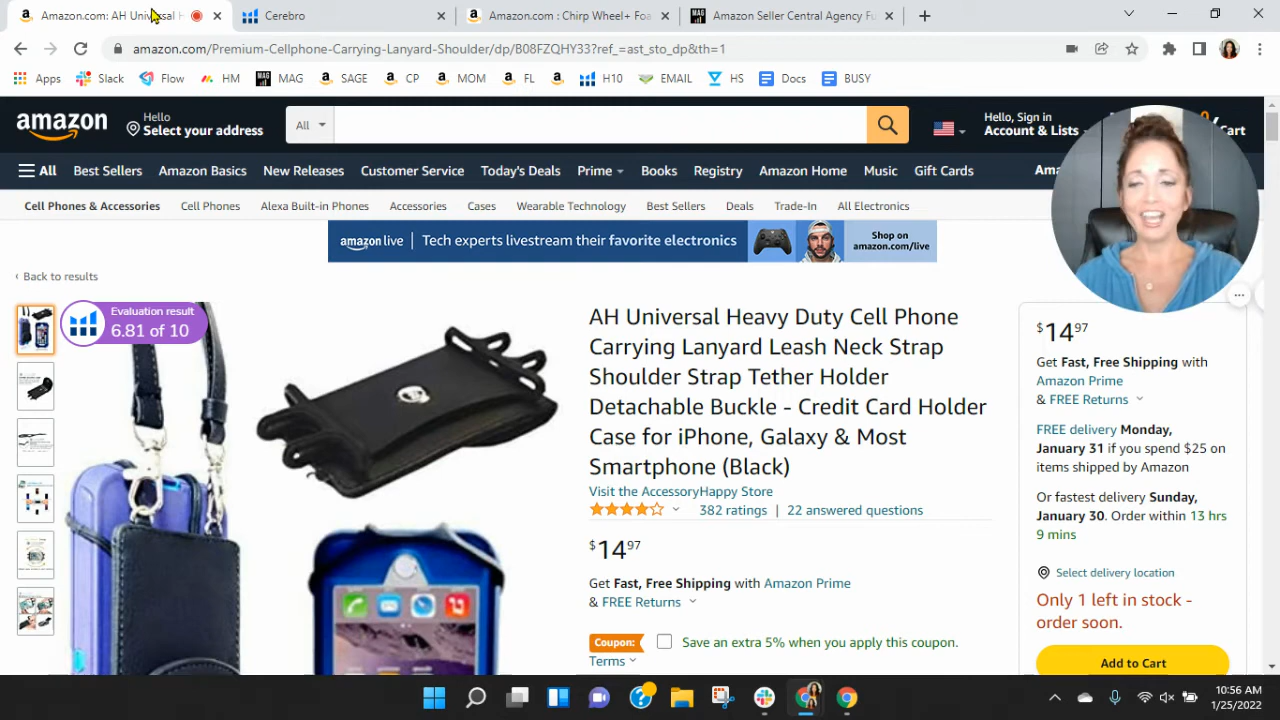 Amazon.com: AH Universal H
Cerebro
Amazon.com : Chirp Wheel+ Foa
Amazon Seller Central Agency Fu
amazon.com/Premium-Cellphone-Carrying-Lanyard-Shoulder/dp/B08FZQHY33?ref_=ast_sto_dp&th=1
Apps
Slack
Flow
HM
MAG
SAGE
CP
MOM
FL
H10
EMAIL
HS
Docs
BUSY
amazon
Hello
Select your address
All
Hello, Sign in
Account & Lists
Cart
All
Best Sellers
Amazon Basics
New Releases
Customer Service
Today's Deals
Prime
Books
Registry
Amazon Home
Music
Gift Cards
Ama
Cell Phones & Accessories
Cell Phones
Alexa Built-in Phones
Accessories
Cases
Wearable Technology
Best Sellers
Deals
Trade-In
All Electronics
amazon live
Tech experts livestream their favorite electronics
Shop on
amazon.com/live
‹ Back to results
Evaluation result
6.81 of 10
AH Universal Heavy Duty Cell Phone
Carrying Lanyard Leash Neck Strap
Shoulder Strap Tether Holder
Detachable Buckle - Credit Card Holder
Case for iPhone, Galaxy & Most
Smartphone (Black)
Visit the AccessoryHappy Store
382 ratings | 22 answered questions
$14.97
Get Fast, Free Shipping with Amazon Prime
& FREE Returns
Coupon:
Save an extra 5% when you apply this coupon.
Terms
$14.97
Get Fast, Free Shipping with
Amazon Prime
& FREE Returns
FREE delivery Monday,
January 31 if you spend $25 on
items shipped by Amazon
Or fastest delivery Sunday,
January 30. Order within 13 hrs
9 mins
Select delivery location
Only 1 left in stock -
order soon.
Add to Cart
10:56 AM
1/25/2022